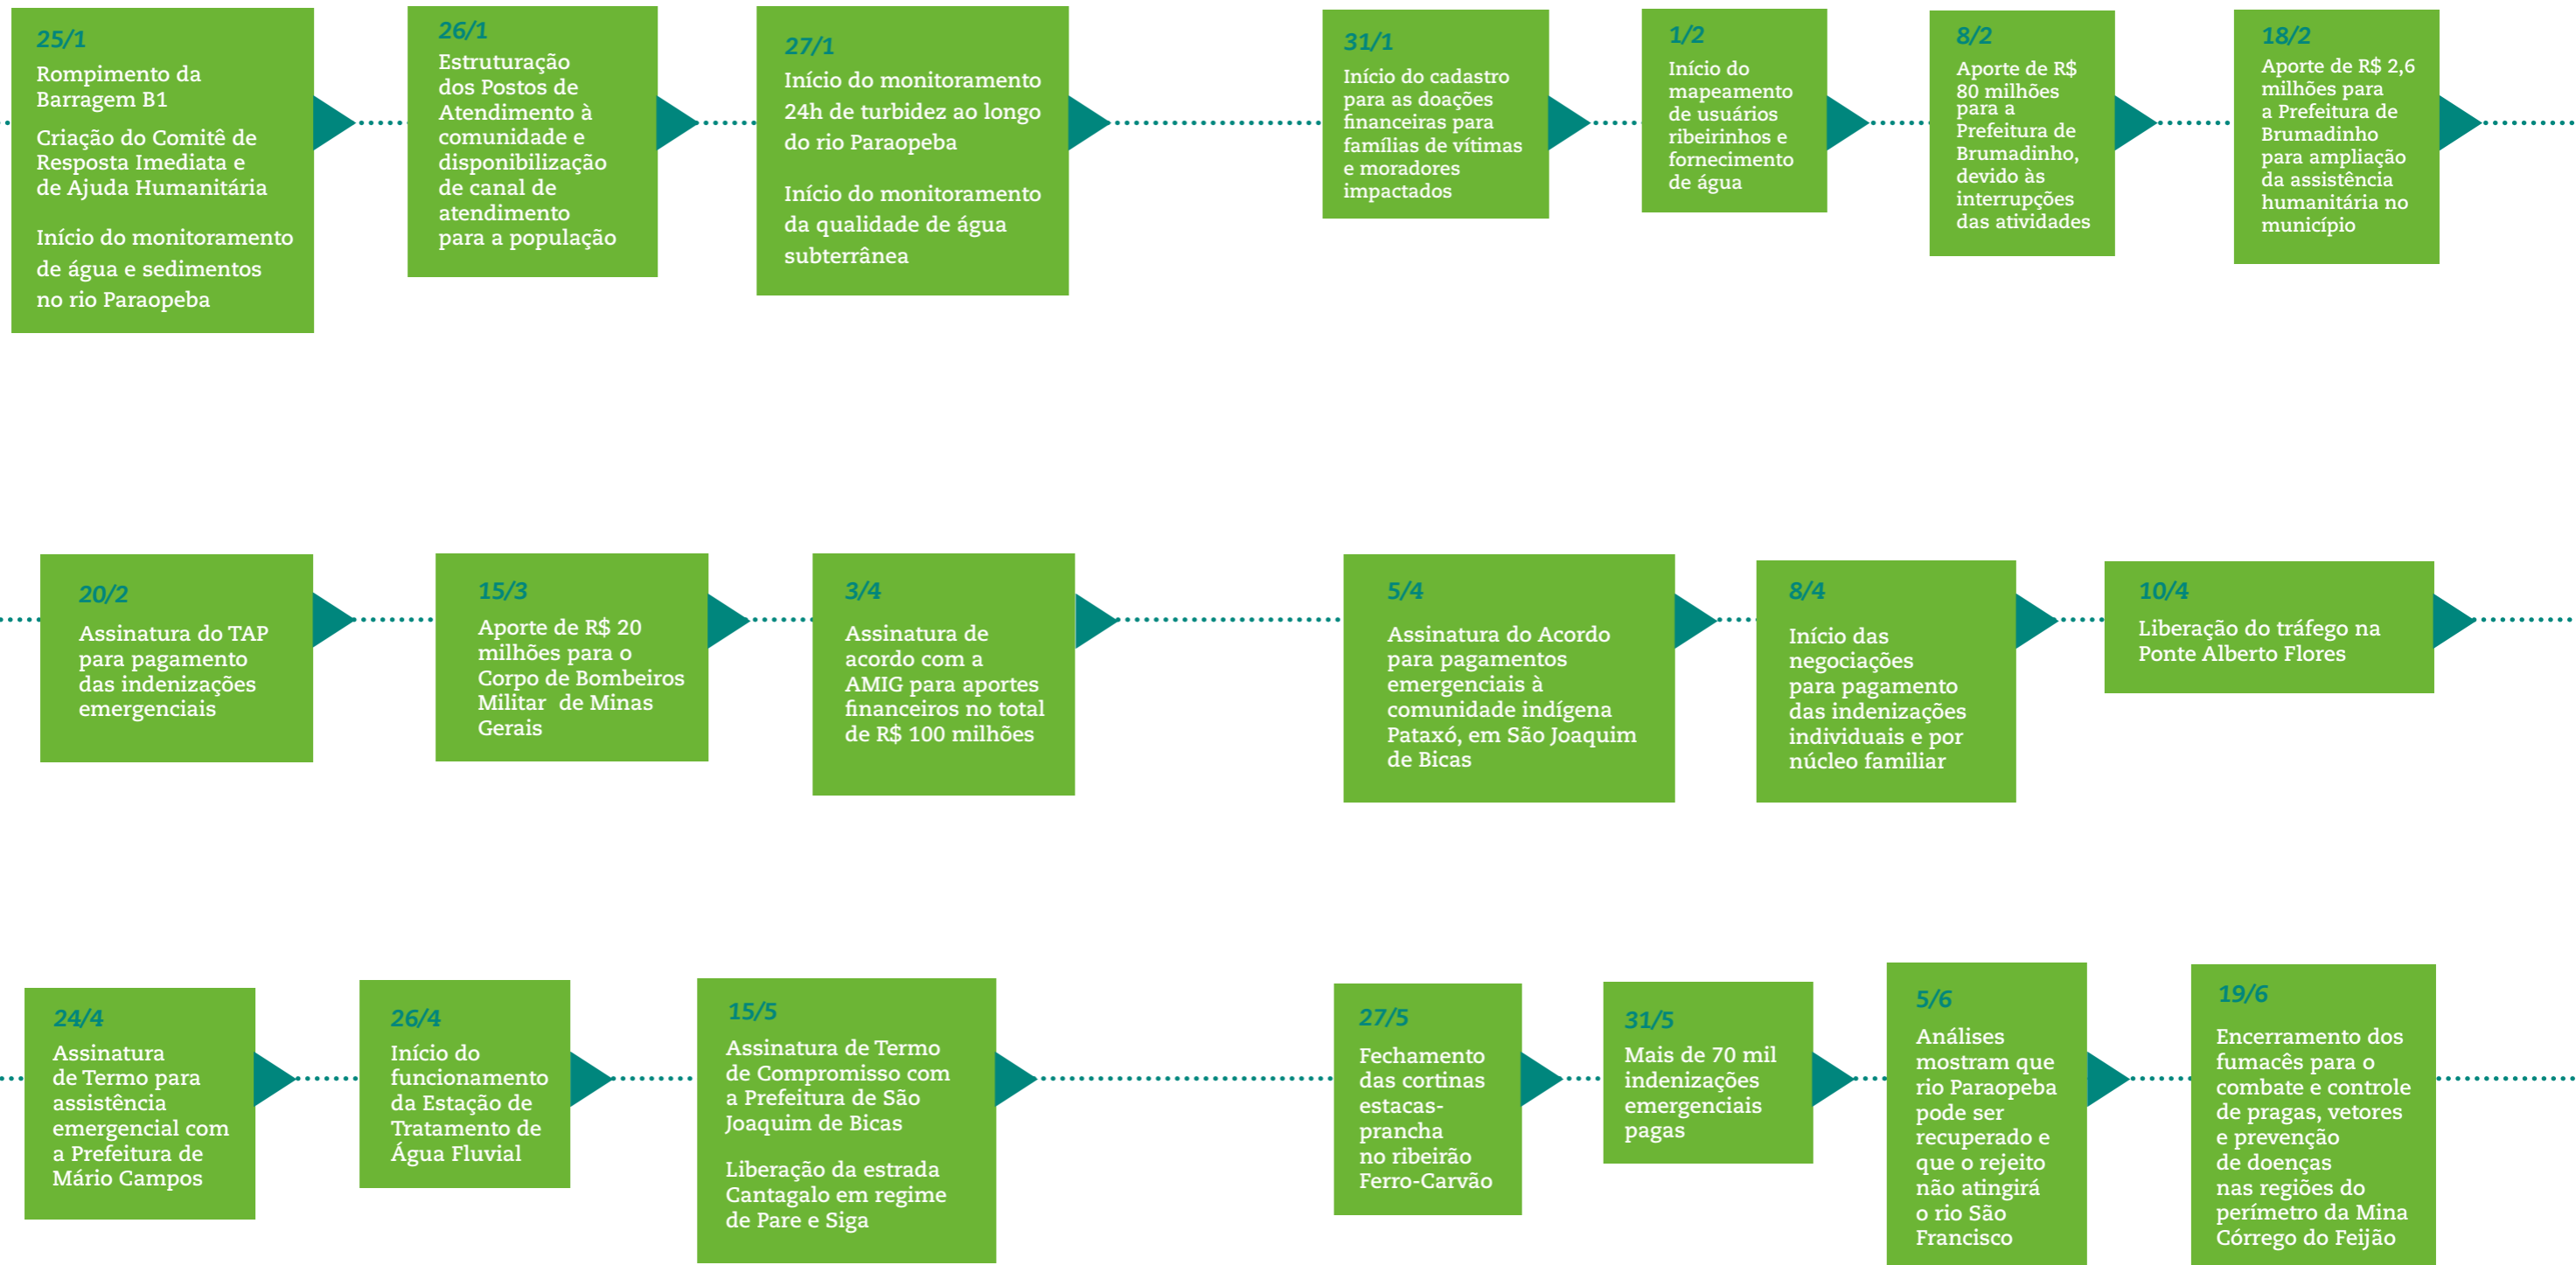 25/1
Rompimento da
Barragem B1
Criação do Comitê de
Resposta Imediata e
de Ajuda Humanitária
Início do monitoramento
de água e sedimentos
no rio Paraopeba
26/1
Estruturação
dos Postos de
Atendimento à
comunidade e
disponibilização
de canal de
atendimento
para a população
27/1
Início do monitoramento
24h de turbidez ao longo
do rio Paraopeba
Início do monitoramento
da qualidade de água
subterrânea
31/1
Início do cadastro
para as doações
financeiras para
famílias de vítimas
e moradores
impactados
1/2
Início do
mapeamento
de usuários
ribeirinhos e
fornecimento
de água
8/2
Aporte de R$
80 milhões
para a
Prefeitura de
Brumadinho,
devido às
interrupções
das atividades
18/2
Aporte de R$ 2,6
milhões para
a Prefeitura de
Brumadinho
para ampliação
da assistência
humanitária no
município
20/2
Assinatura do TAP
para pagamento
das indenizações
emergenciais
15/3
Aporte de R$ 20
milhões para o
Corpo de Bombeiros
Militar de Minas
Gerais
3/4
Assinatura de
acordo com a
AMIG para aportes
financeiros no total
de R$ 100 milhões
5/4
Assinatura do Acordo
para pagamentos
emergenciais à
comunidade indígena
Pataxó, em São Joaquim
de Bicas
8/4
Início das
negociações
para pagamento
das indenizações
individuais e por
núcleo familiar
10/4
Liberação do tráfego na
Ponte Alberto Flores
24/4
Assinatura
de Termo para
assistência
emergencial com
a Prefeitura de
Mário Campos
26/4
Início do
funcionamento
da Estação de
Tratamento de
Água Fluvial
15/5
Assinatura de Termo
de Compromisso com
a Prefeitura de São
Joaquim de Bicas
Liberação da estrada
Cantagalo em regime
de Pare e Siga
27/5
Fechamento
das cortinas
estacas-
prancha
no ribeirão
Ferro-Carvão
31/5
Mais de 70 mil
indenizações
emergenciais
pagas
5/6
Análises
mostram que
rio Paraopeba
pode ser
recuperado e
que o rejeito
não atingirá
o rio São
Francisco
19/6
Encerramento dos
fumacês para o
combate e controle
de pragas, vetores
e prevenção
de doenças
nas regiões do
perímetro da Mina
Córrego do Feijão